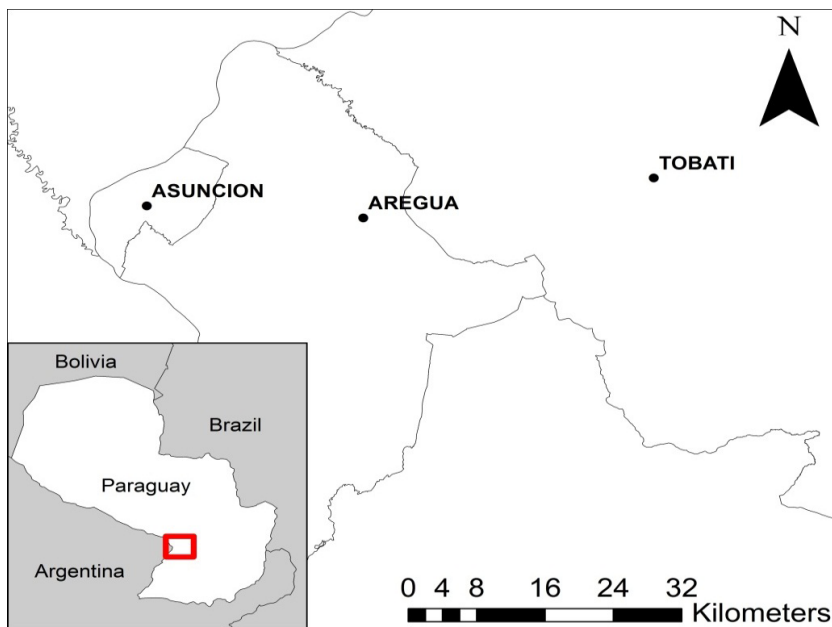 N
TOBATI
ASUNCION
AREGUA
Bolivia
Brazil
Paraguay
Argentina
0 4 8 16 24 32
Kilometers